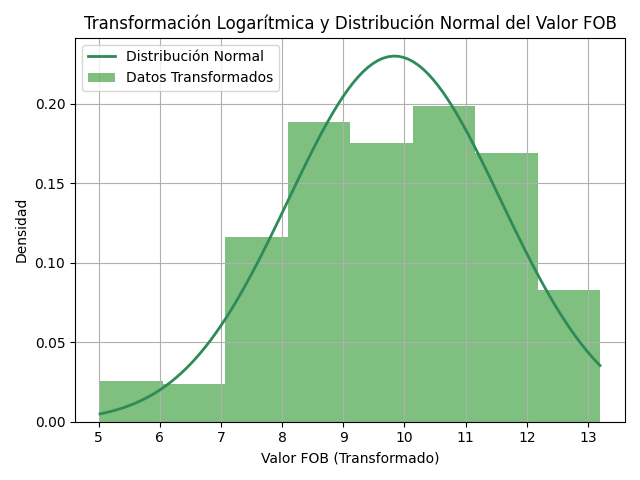 Transformación Logarítmica y Distribución Normal del Valor FOB
Distribución Normal
Datos Transformados
Densidad
0.20
0.15
0.10
0.05
0.00
5 6 7 8 9 10 11 12 13
Valor FOB (Transformado)